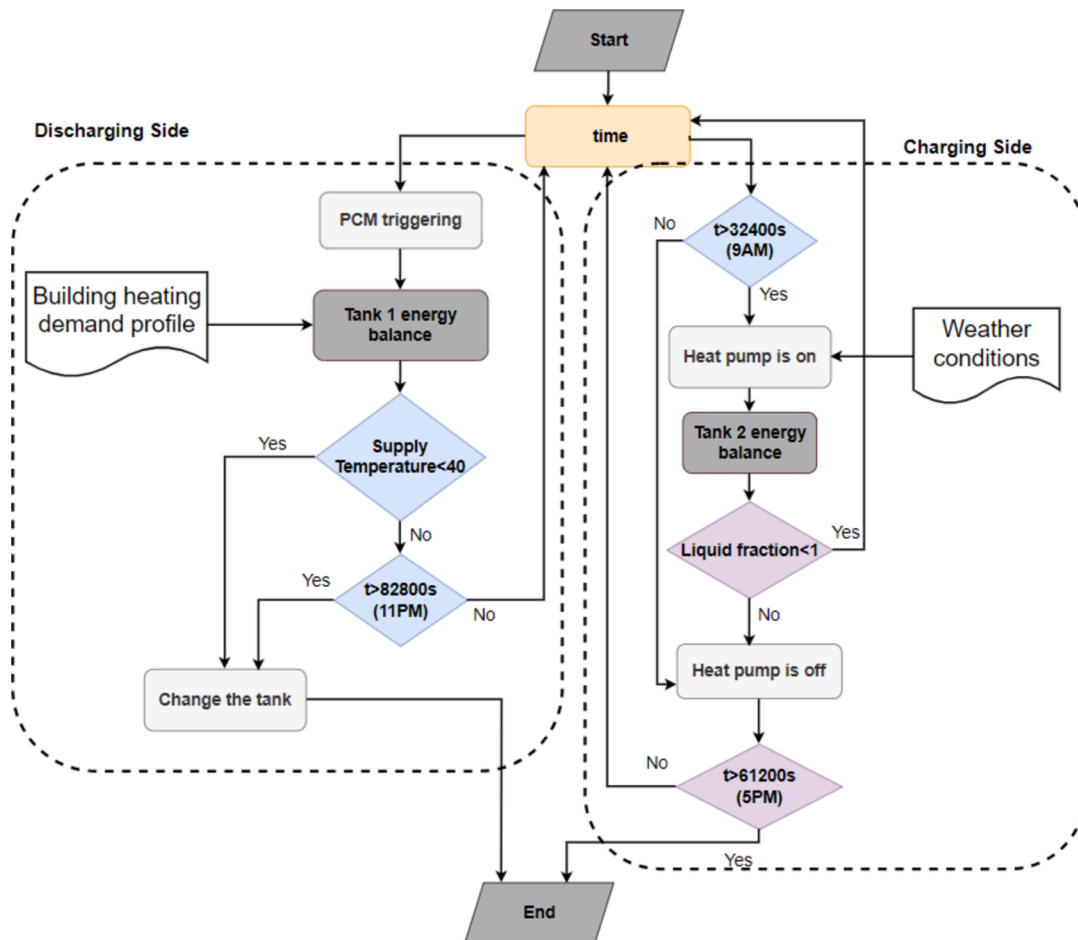 Start
time
Discharging Side
PCM triggering
Building heating
demand profile
Tank 1 energy
balance
Supply
Temperature<40
Yes
No
t>82800s
(11PM)
Yes
No
Change the tank
Charging Side
t>32400s
(9AM)
No
Yes
Heat pump is on
Weather
conditions
Tank 2 energy
balance
Liquid fraction<1
Yes
No
Heat pump is off
t>61200s
(5PM)
No
Yes
End